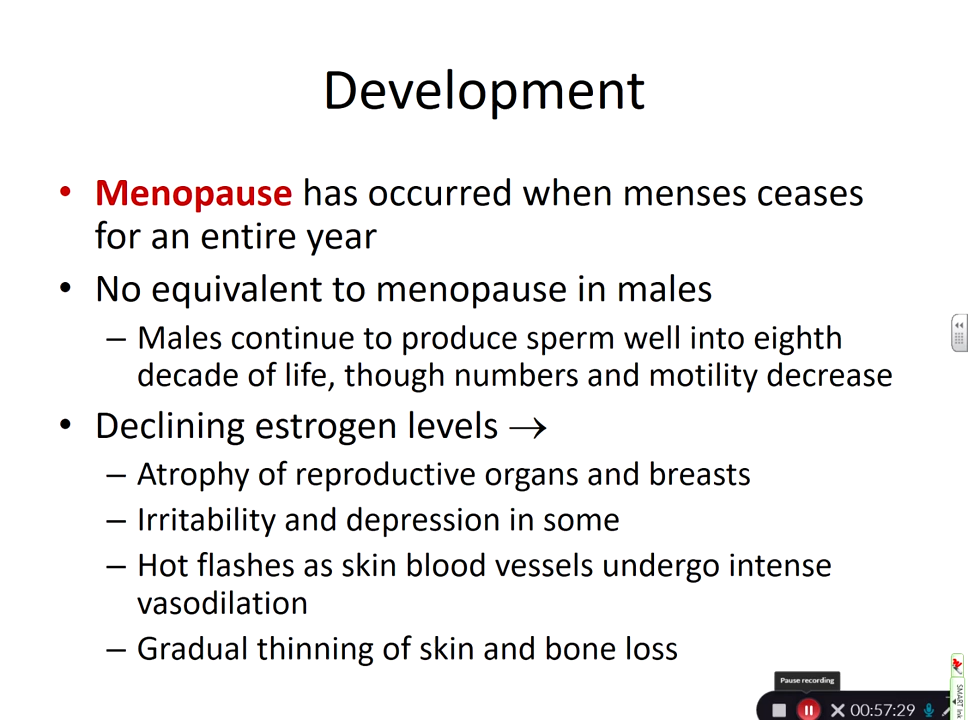 Development
• Menopause has occurred when menses ceases
for an entire year
• No equivalent to menopause in males
– Males continue to produce sperm well into eighth
decade of life, though numbers and motility decrease
• Declining estrogen levels →
– Atrophy of reproductive organs and breasts
– Irritability and depression in some
– Hot flashes as skin blood vessels undergo intense
vasodilation
– Gradual thinning of skin and bone loss
Pause recording
00:57:29
SMART Ink